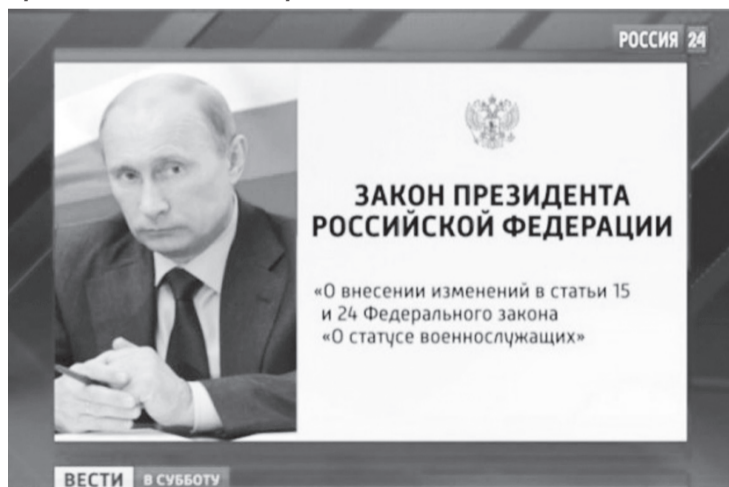 РОССИЯ 24
ЗАКОН ПРЕЗИДЕНТА
РОССИЙСКОЙ ФЕДЕРАЦИИ
«О внесении изменений в статьи 15
и 24 Федерального закона
«О статусе военнослужащих»
ВЕСТИ В СУББОТУ